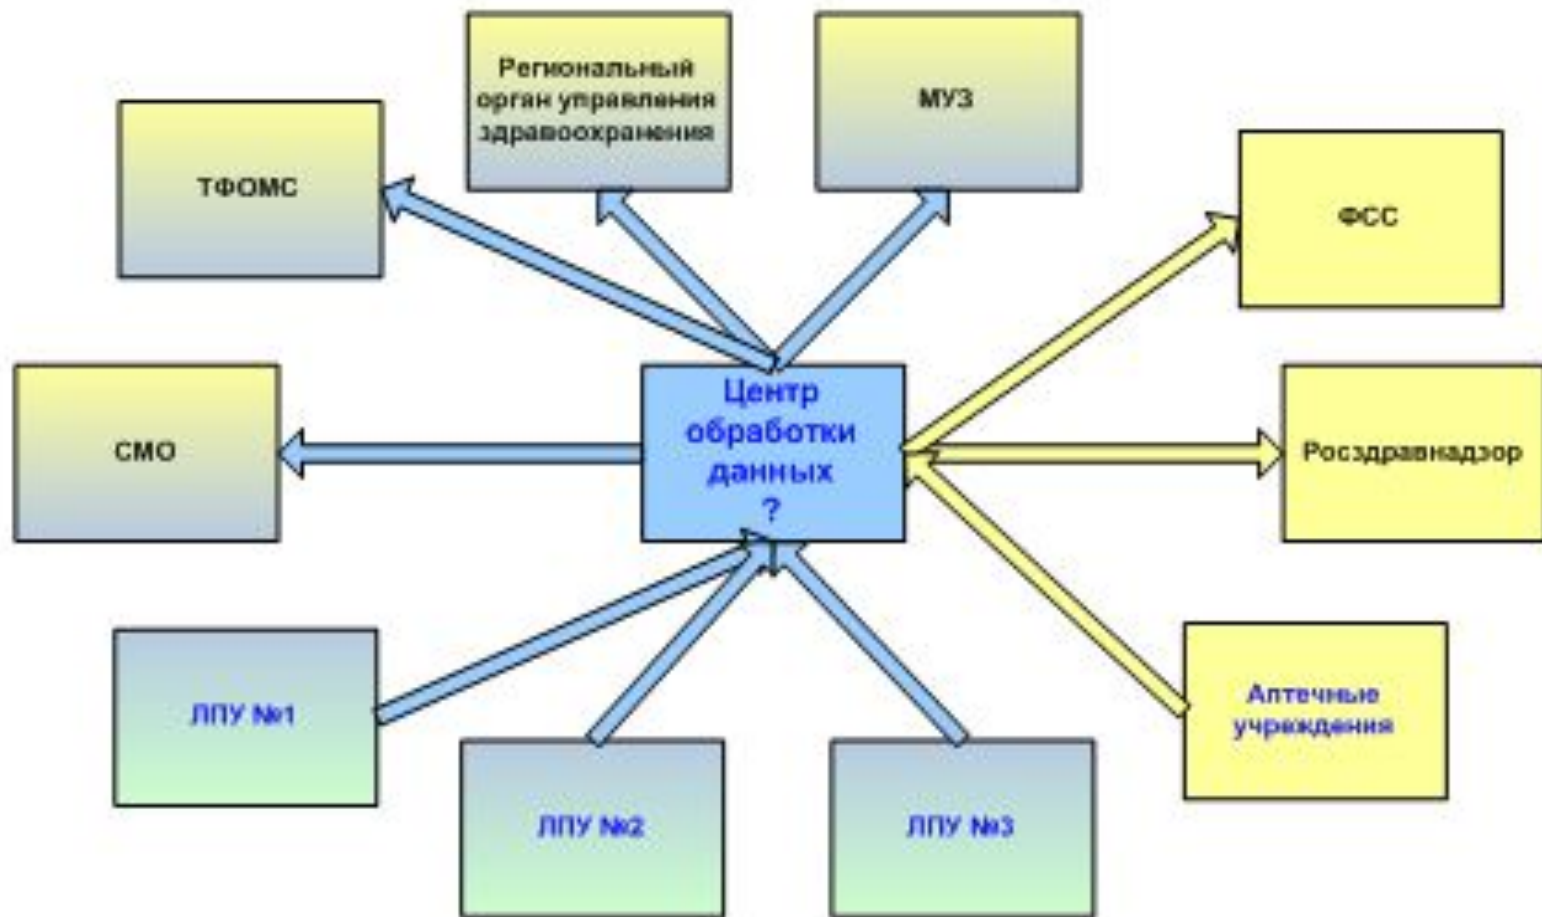 Региональный
орган управления
здравоохранения
МУЗ
ТФОМС
ФСС
Центр
обработки
данных
?
СМО
Росздравнадзор
ЛПУ №1
Аптечные
учреждения
ЛПУ №2
ЛПУ №3